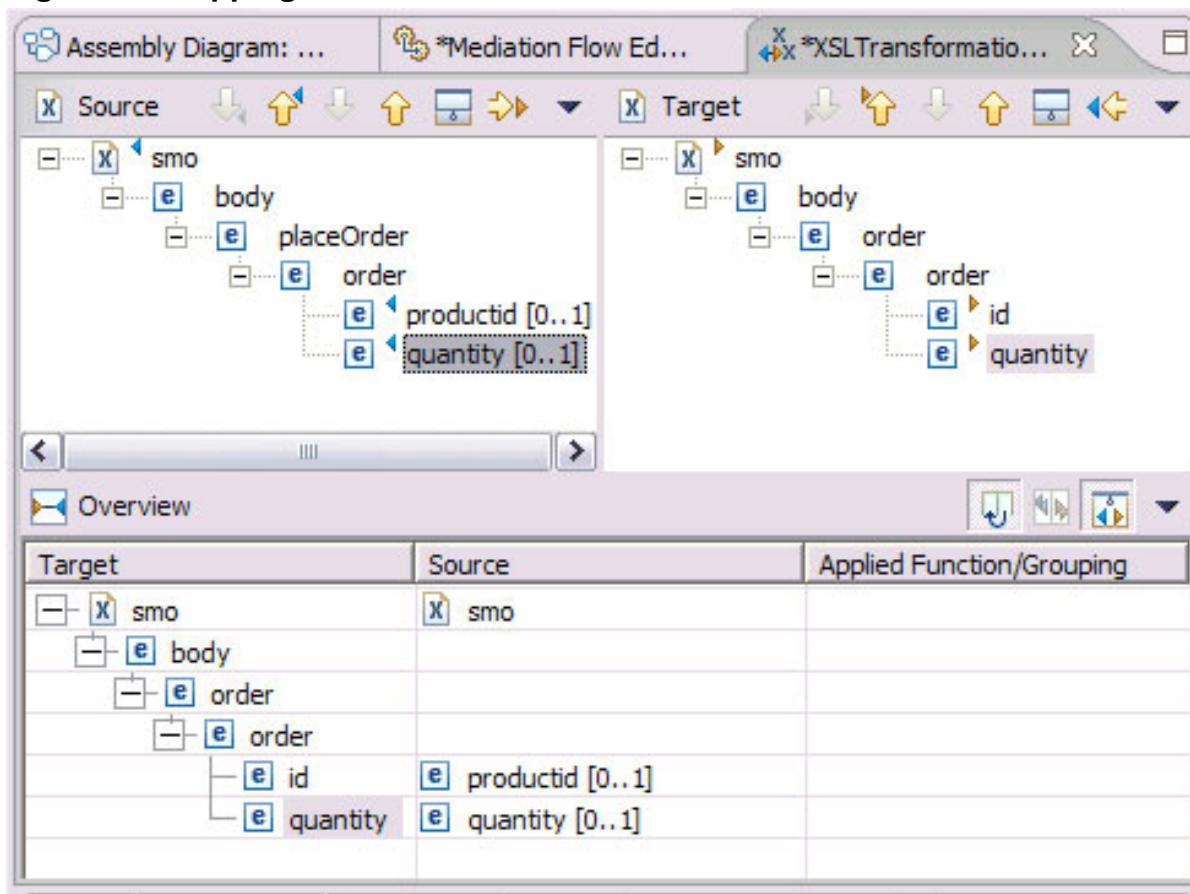 Assembly Diagram: ... *Mediation Flow Ed... *XSLTransformatio...
Source Target
smo
body
placeOrder
order
productid [0..1]
quantity [0..1]
smo
body
order
order
id
quantity
Overview
Target Source Applied Function/Grouping
smo smo
body
order
order
id productid [0..1]
quantity quantity [0..1]